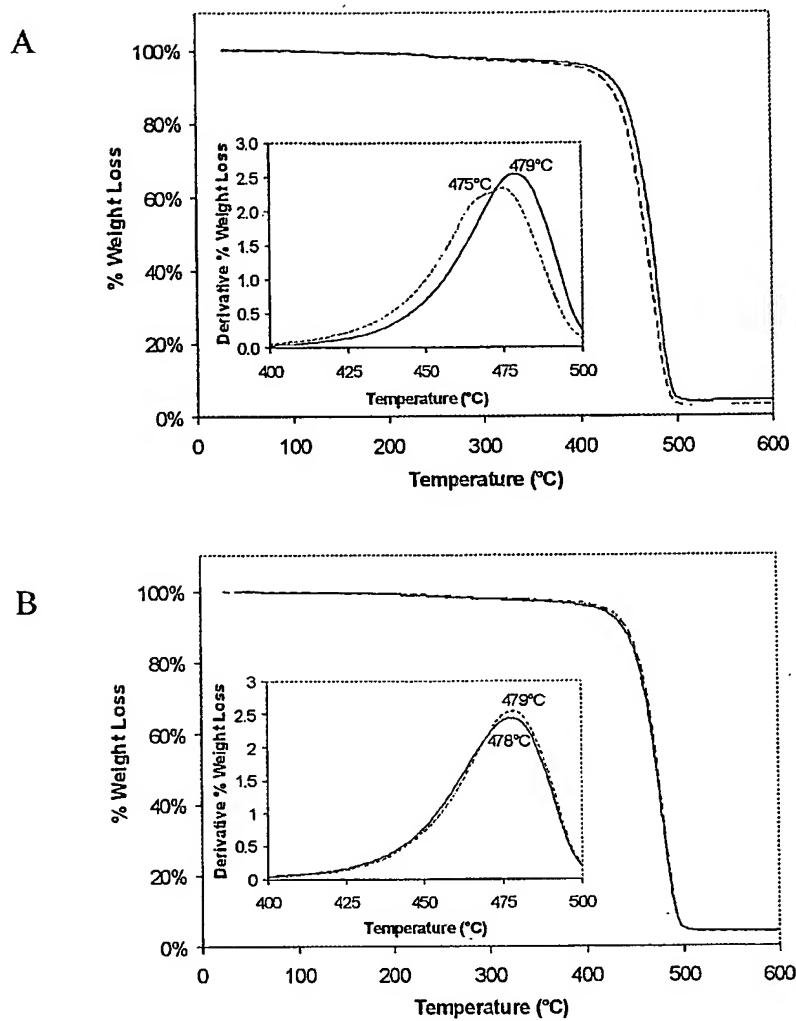 A
100%
80%
60%
40%
20%
0%
% Weight Loss
3.0
2.5
2.0
1.5
1.0
0.5
0.0
Derivative % Weight Loss
475°C
479°C
400 425 450 475 500
Temperature (°C)
0 100 200 300 400 500 600
Temperature (°C)
B
100%
80%
60%
40%
20%
0%
% Weight Loss
3
2.5
2
1.5
1
0.5
0
Derivative % Weight Loss
479°C
478°C
400 425 450 475 500
Temperature (°C)
0 100 200 300 400 500 600
Temperature (°C)